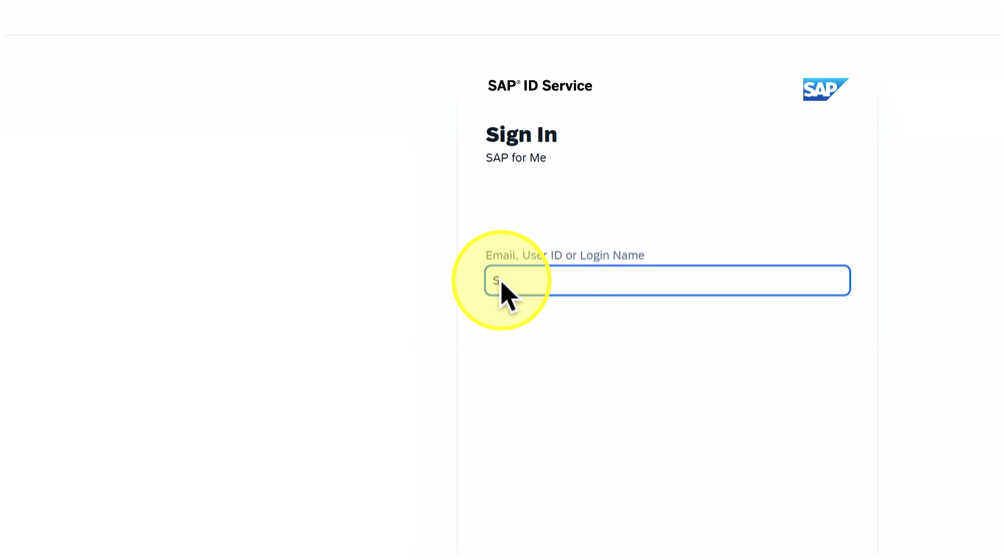 SAP® ID Service
SAP
Sign In
SAP for Me
Email, User ID or Login Name
S